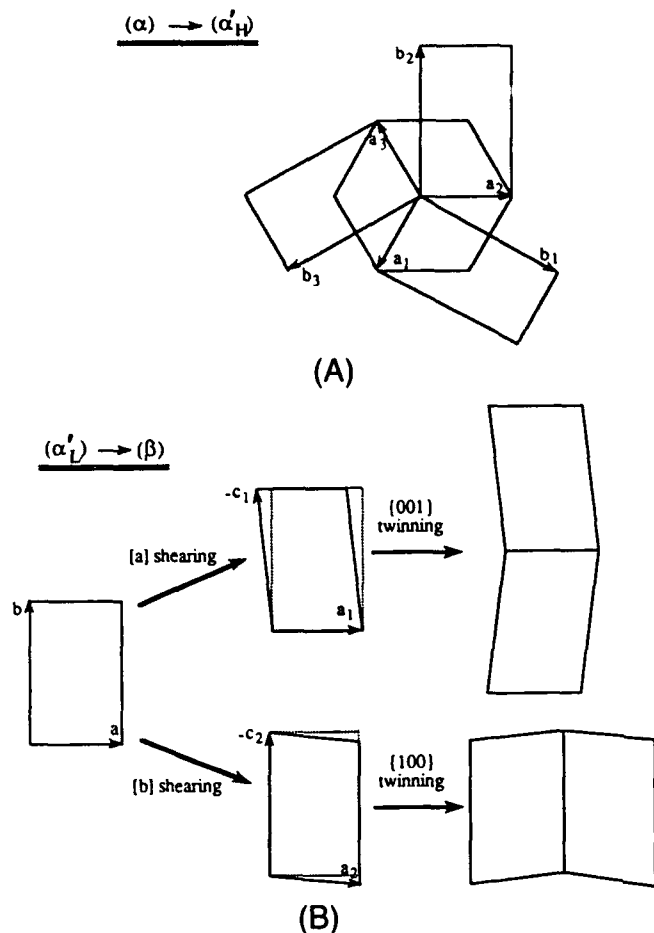 (α) → (α′H)
b2
a3
a2
a1
b1
b3
(A)
(α′L) → (β)
-c1
{001}
twinning
[a] shearing
a1
b
a
-c2
{100}
twinning
{b] shearing
a2
(B)